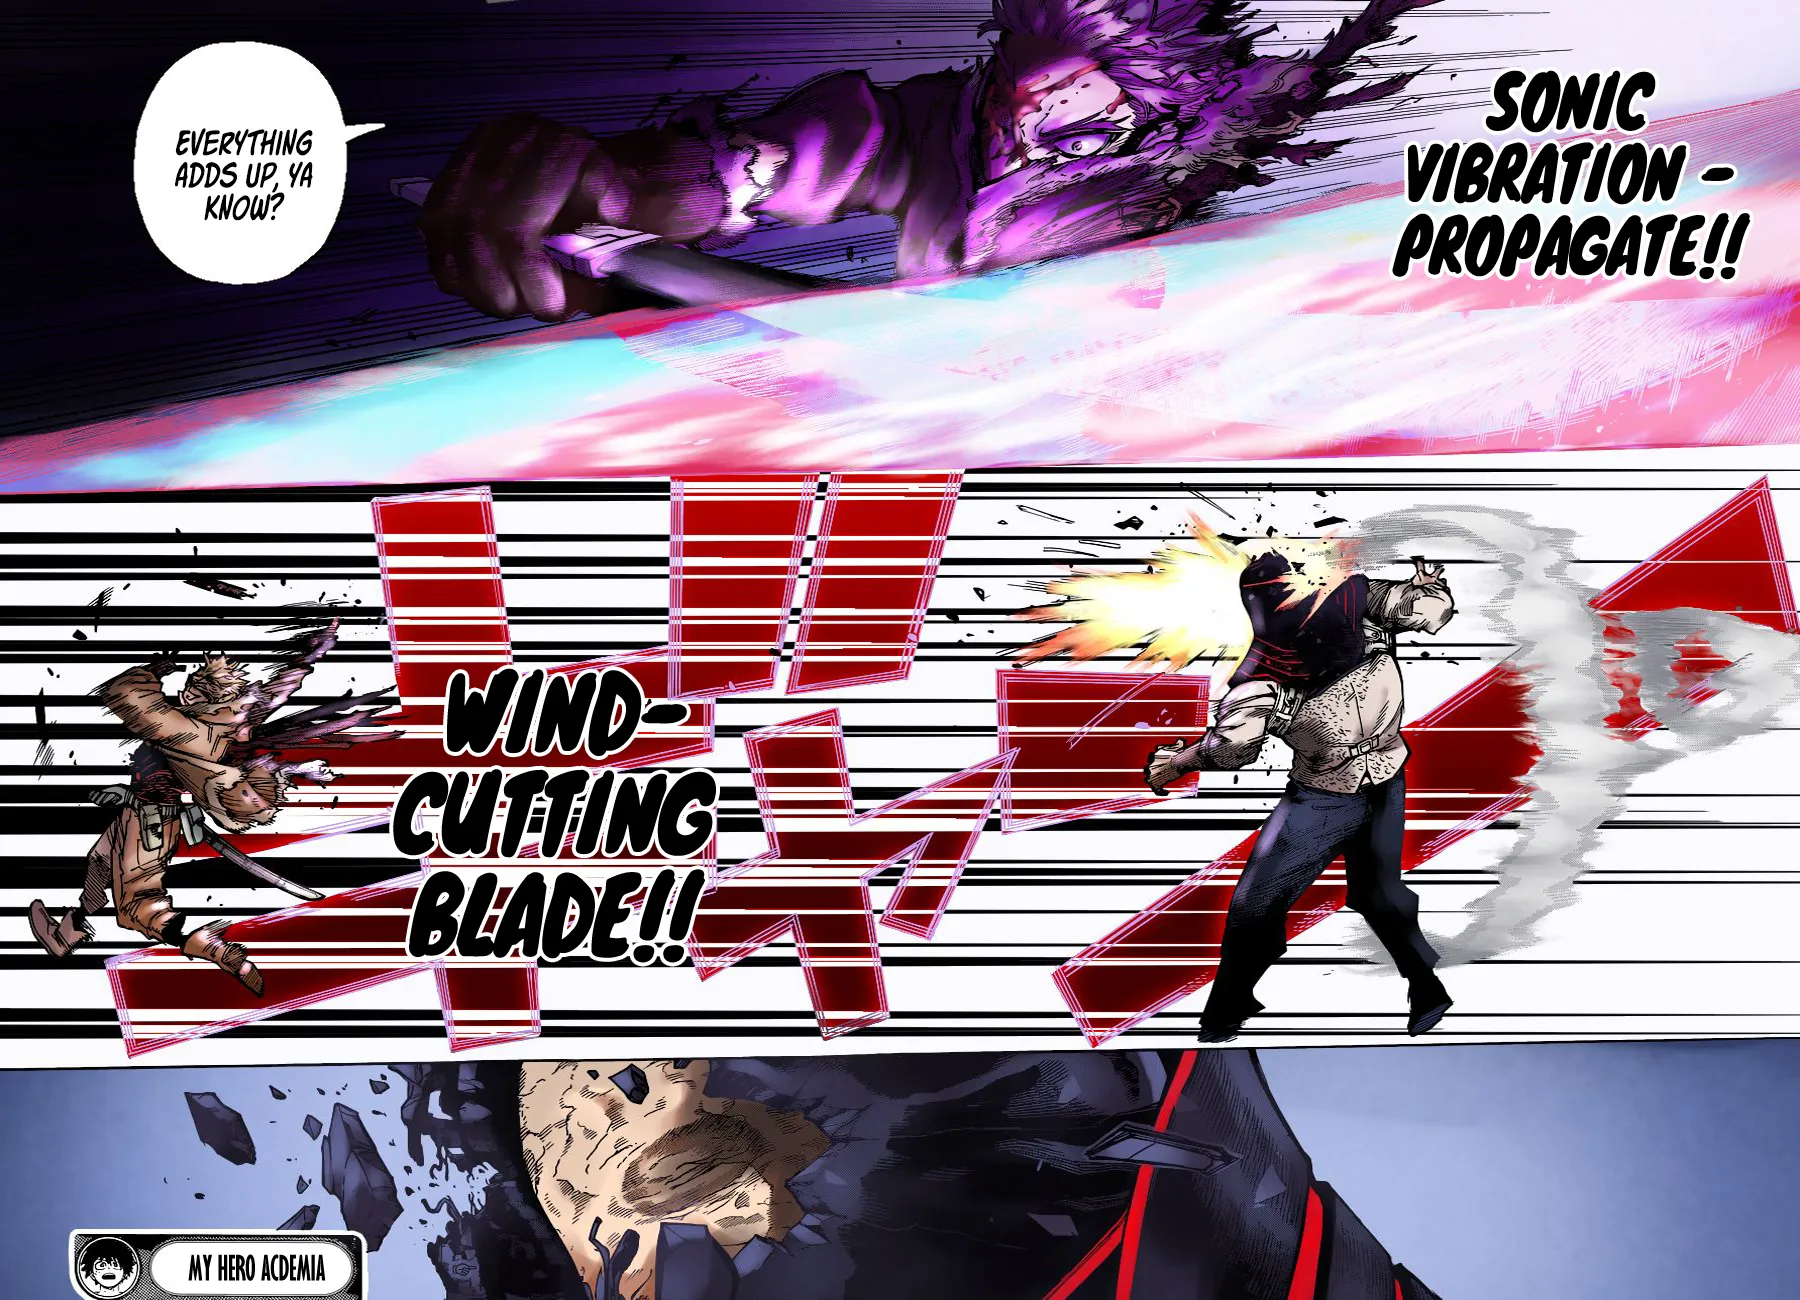 EVERYTHING
ADDS UP, YA
KNOW?
SONIC
VIBRATION -
PROPAGATE!!
WIND-
CUTTING
BLADE!!
MY HERO ACDEMIA